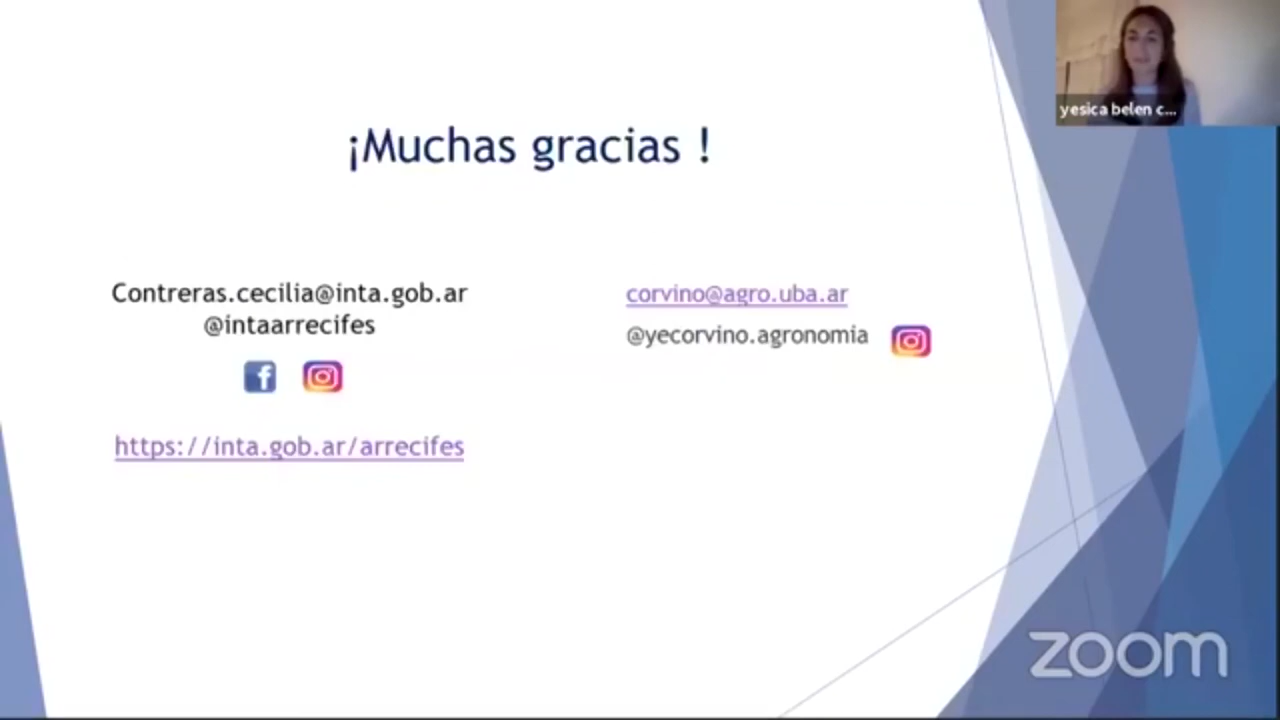 yesica belen c...
¡Muchas gracias !
Contreras.cecilia@inta.gob.ar
@intaarrecifes
https://inta.gob.ar/arrecifes
corvino@agro.uba.ar
@yecorvino.agronomia
zoom